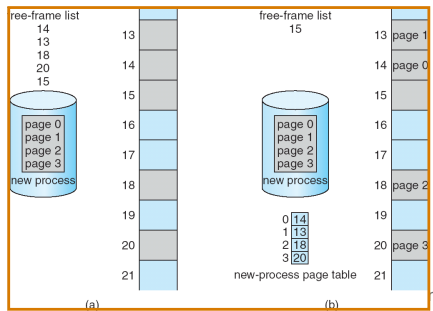 ree-frame list
14
13
18
20
15
page 0
page 1
page 2
page 3
new process
13
14
15
16
17
18
19
20
21
(a)
free-frame list
15
page 0
page 1
page 2
page 3
new process
0 14
1 13
2 18
3 20
new-process page table
13 page 1
14 page 0
15
16
17
18 page 2
19
20 page 3
21
(b)